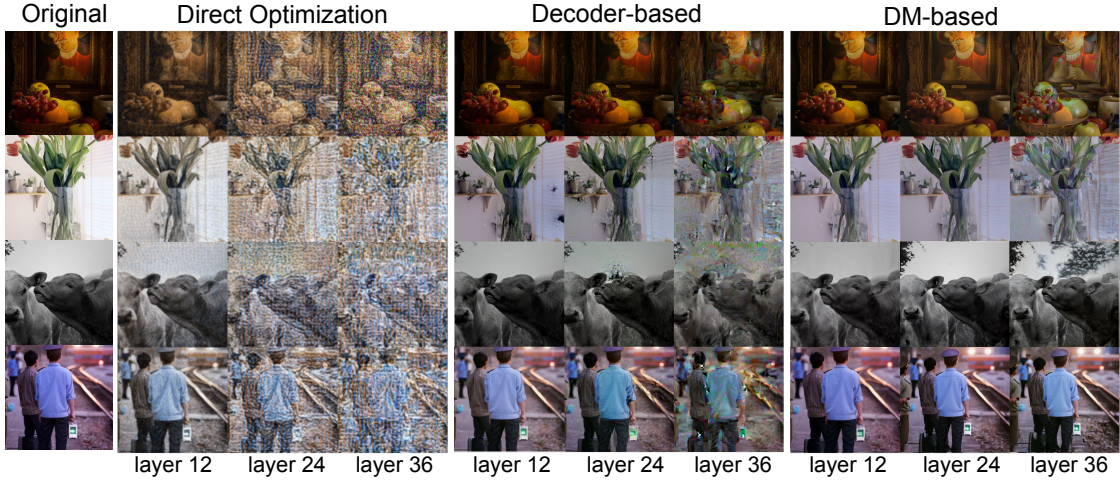 Original Direct Optimization Decoder-based DM-based
layer 12 layer 24 layer 36 layer 12 layer 24 layer 36 layer 12 layer 24 layer 36